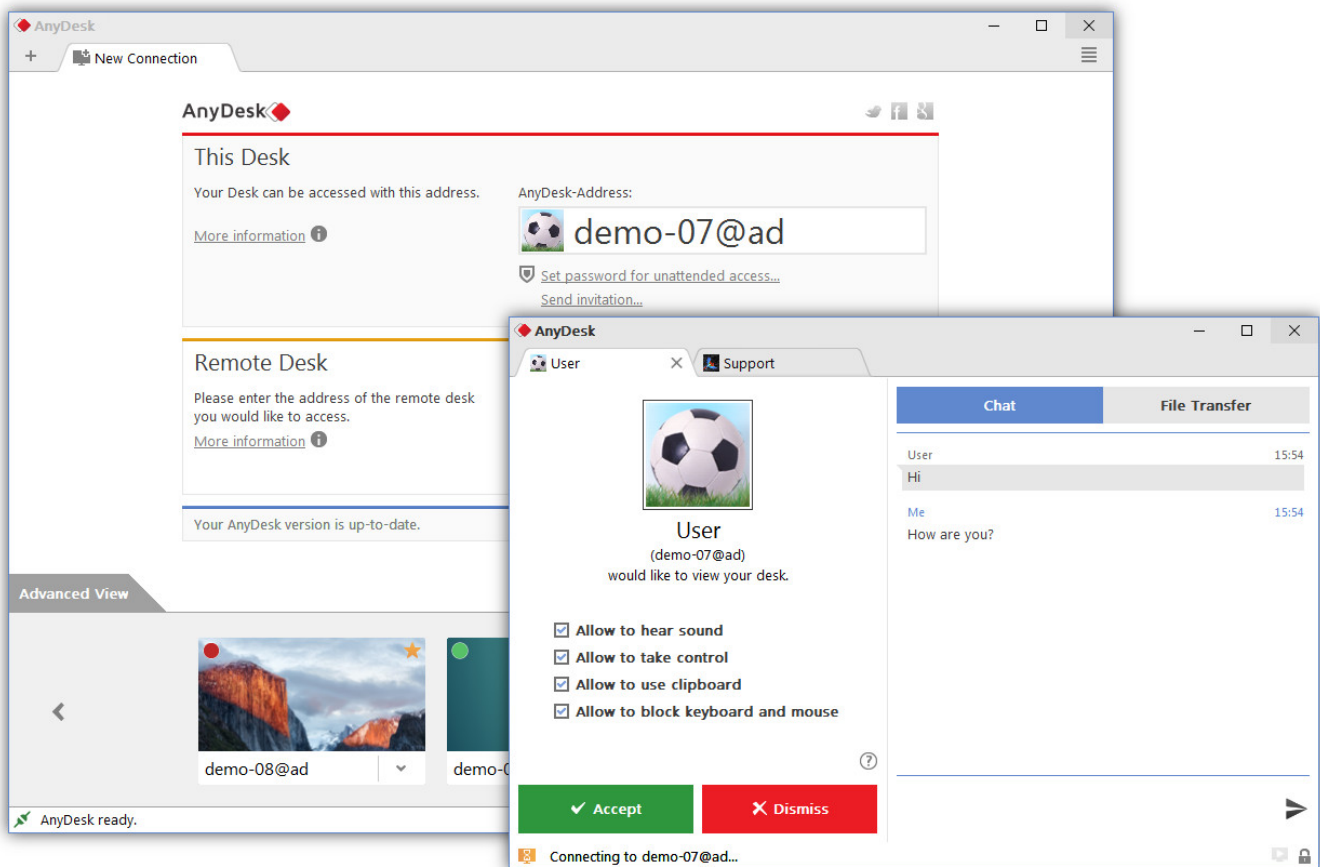 AnyDesk
New Connection
AnyDesk
This Desk
Your Desk can be accessed with this address.
More information
AnyDesk-Address:
demo-07@ad
Set password for unattended access...
Send invitation...
Remote Desk
Please enter the address of the remote desk
you would like to access.
More information
Your AnyDesk version is up-to-date.
Advanced View
demo-08@ad
AnyDesk ready.
AnyDesk
User
Support
User
(demo-07@ad)
would like to view your desk.
Allow to hear sound
Allow to take control
Allow to use clipboard
Allow to block keyboard and mouse
Accept
Dismiss
Connecting to demo-07@ad...
Chat
File Transfer
User 15:54
Hi
Me 15:54
How are you?